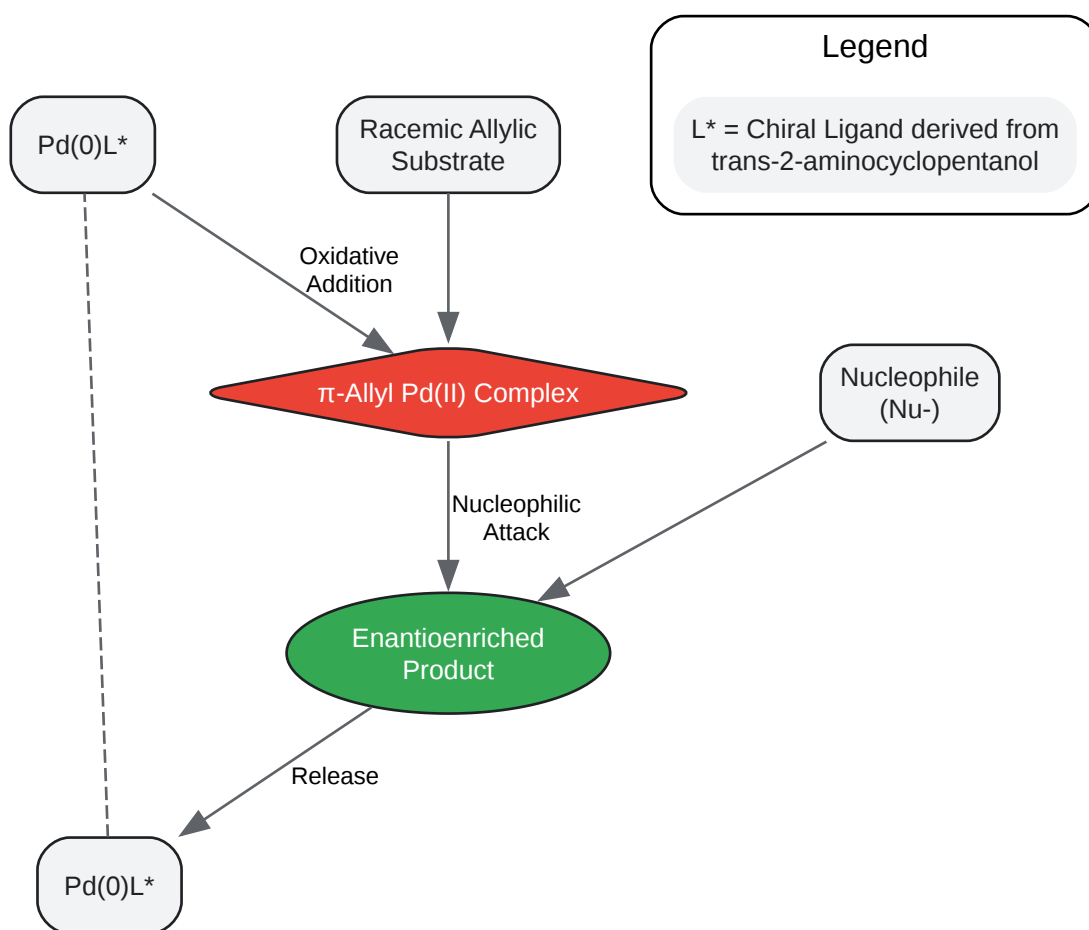 Legend
L* = Chiral Ligand derived from
trans-2-aminocyclopentanol
Pd(0)L*
Racemic Allylic
Substrate
Oxidative
Addition
π-Allyl Pd(II) Complex
Nucleophile
(Nu-)
Nucleophilic
Attack
Enantioenriched
Product
Release
Pd(0)L*